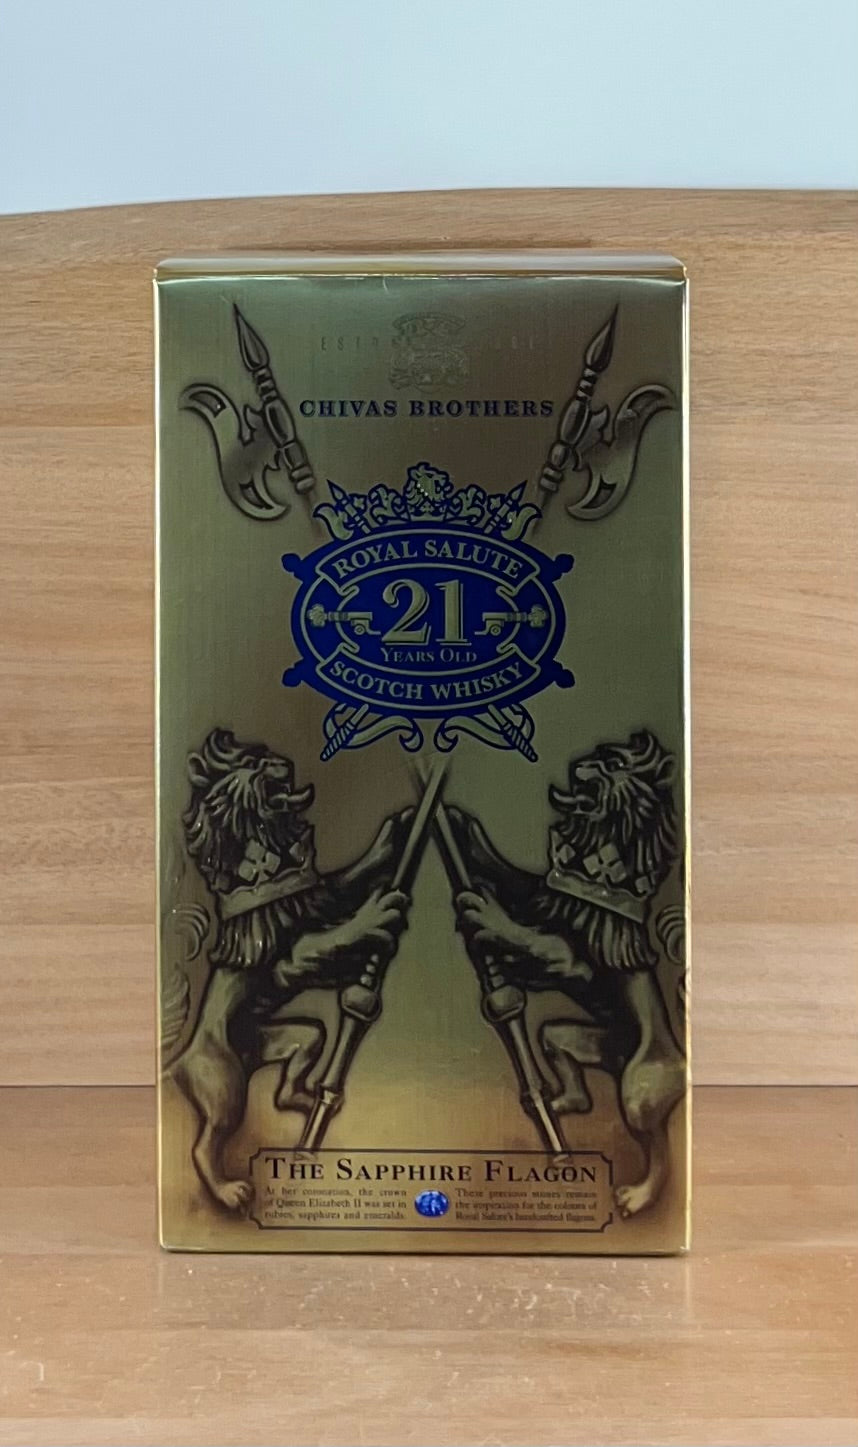 CHIVAS BROTHERS
ROYAL SALUTE
21
YEARS OLD
SCOTCH WHISKY
THE SAPPHIRE FLAGON
At her coronation, the crown
of Queen Elizabeth II was set in
rubies, sapphires and emeralds.
These precious stones remain
the inspiration for the colours of
Royal Salute's handcrafted flagons.